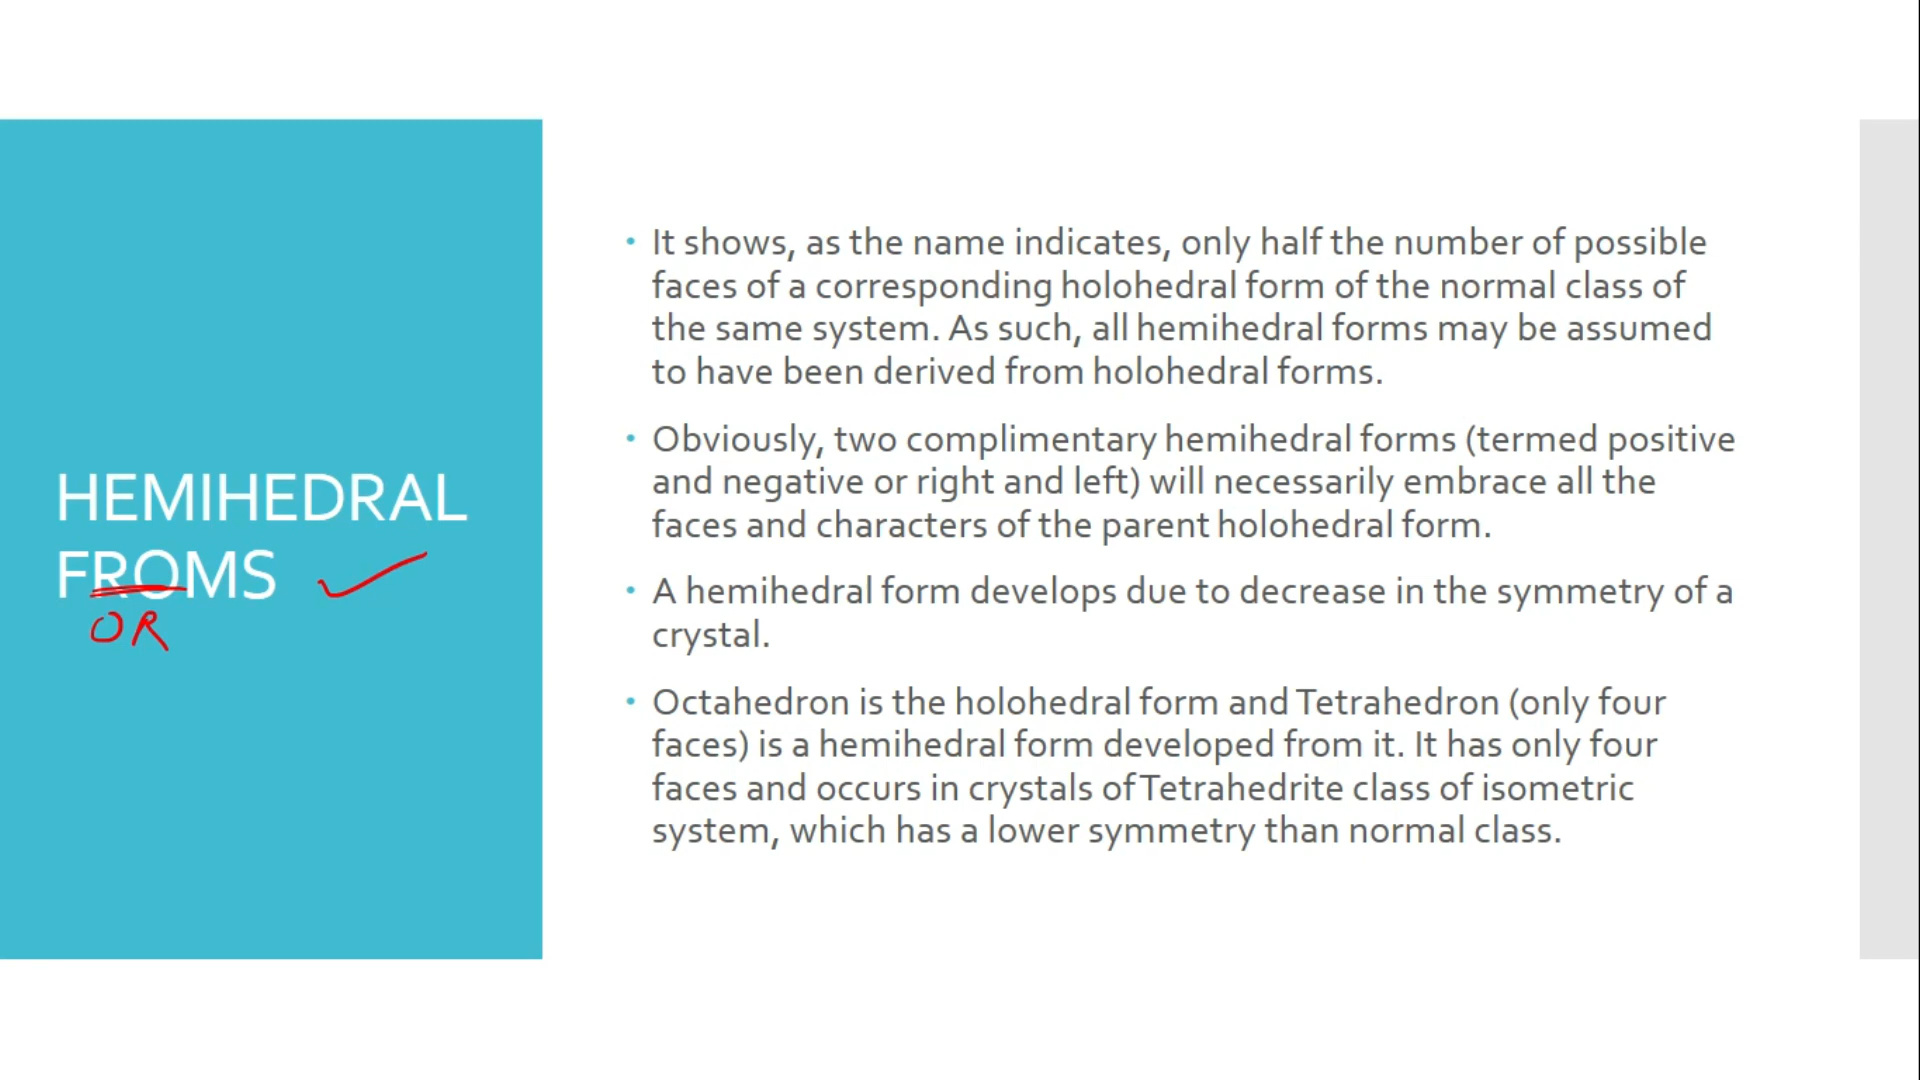 HEMIHEDRAL
FROMS
OR
• It shows, as the name indicates, only half the number of possible
faces of a corresponding holohedral form of the normal class of
the same system. As such, all hemihedral forms may be assumed
to have been derived from holohedral forms.
• Obviously, two complimentary hemihedral forms (termed positive
and negative or right and left) will necessarily embrace all the
faces and characters of the parent holohedral form.
• A hemihedral form develops due to decrease in the symmetry of a
crystal.
• Octahedron is the holohedral form and Tetrahedron (only four
faces) is a hemihedral form developed from it. It has only four
faces and occurs in crystals of Tetrahedrite class of isometric
system, which has a lower symmetry than normal class.